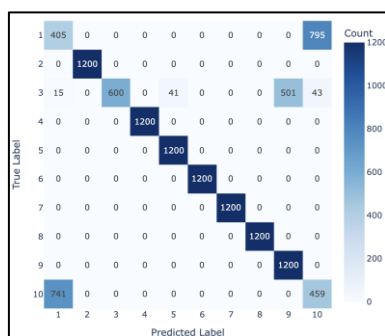 Count
1 405 0 0 0 0 0 0 0 0 795 1200
2 0 1200 0 0 0 0 0 0 0 0
3 15 0 600 0 41 0 0 0 501 43 1000
4 0 0 0 1200 0 0 0 0 0 0
5 0 0 0 0 1200 0 0 0 0 0 800
True Label
6 0 0 0 0 0 1200 0 0 0 0 600
7 0 0 0 0 0 0 1200 0 0 0
8 0 0 0 0 0 0 0 1200 0 0 400
9 0 0 0 0 0 0 0 0 1200 0 200
10 741 0 0 0 0 0 0 0 0 459 0
1 2 3 4 5 6 7 8 9 10
Predicted Label